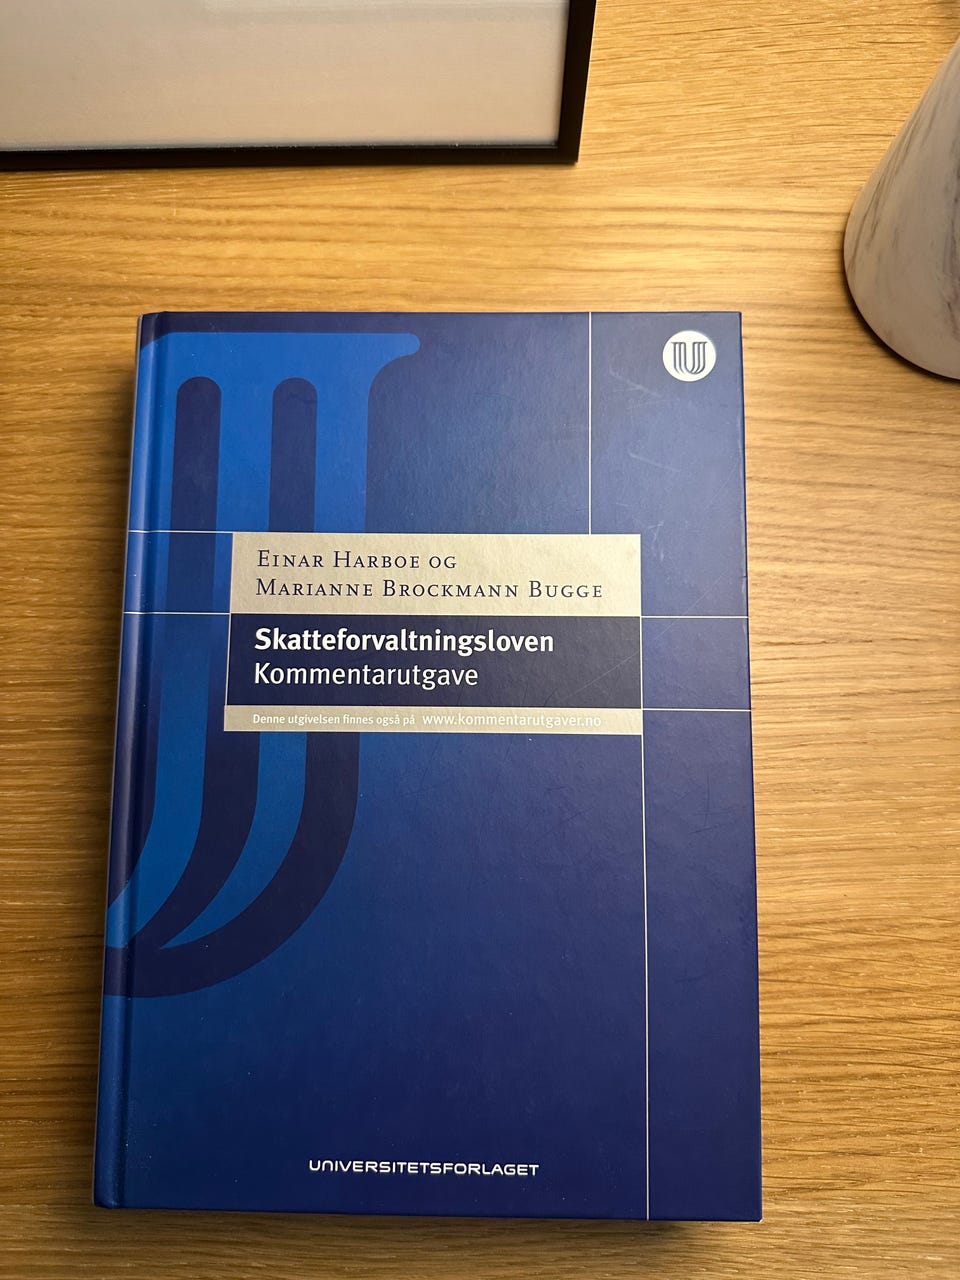 Einar Harboe og
Marianne Brockmann Bugge
Skatteforvaltningsloven
Kommentarutgave
Denne utgivelsen finnes også på www.kommentarutgaver.no
UNIVERSITETSFORLAGET